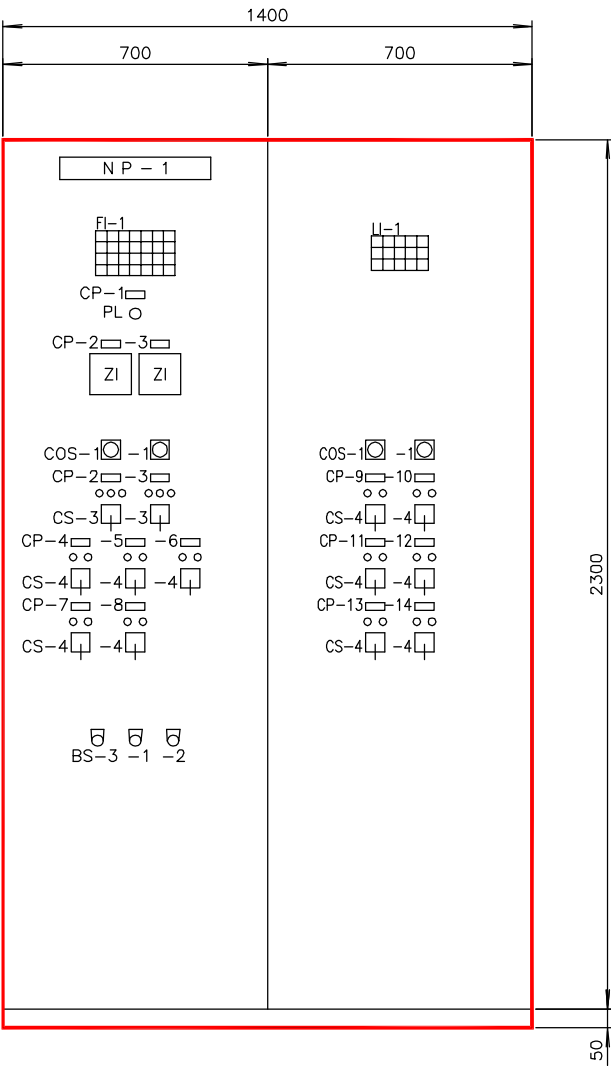 1400
700 700
NP-1
FI-1 LI-1
CP-1
PL
CP-2 -3
ZI ZI
COS-1 -1 COS-1 -1
CP-2 -3 CP-9 -10
CS-3 -3 CS-4 -4
CP-4 -5 -6 CP-11 -12
CS-4 -4 -4 CS-4 -4
CP-7 -8 CP-13 -14
CS-4 -4 CS-4 -4
BS-3 -1 -2
2300
50